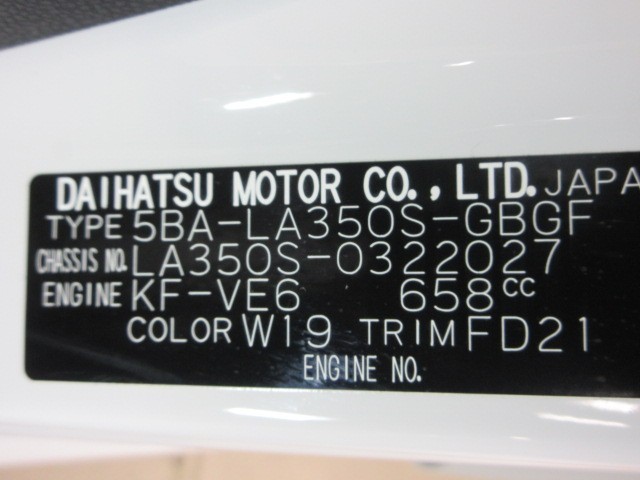 DAIHATSU MOTOR CO., LTD. JAPA
TYPE 5BA-LA350S-GBGF
CHASSIS NO. LA350S-0322027
ENGINE KF-VE6 658cc
COLOR W19 TRIM FD21
ENGINE NO.